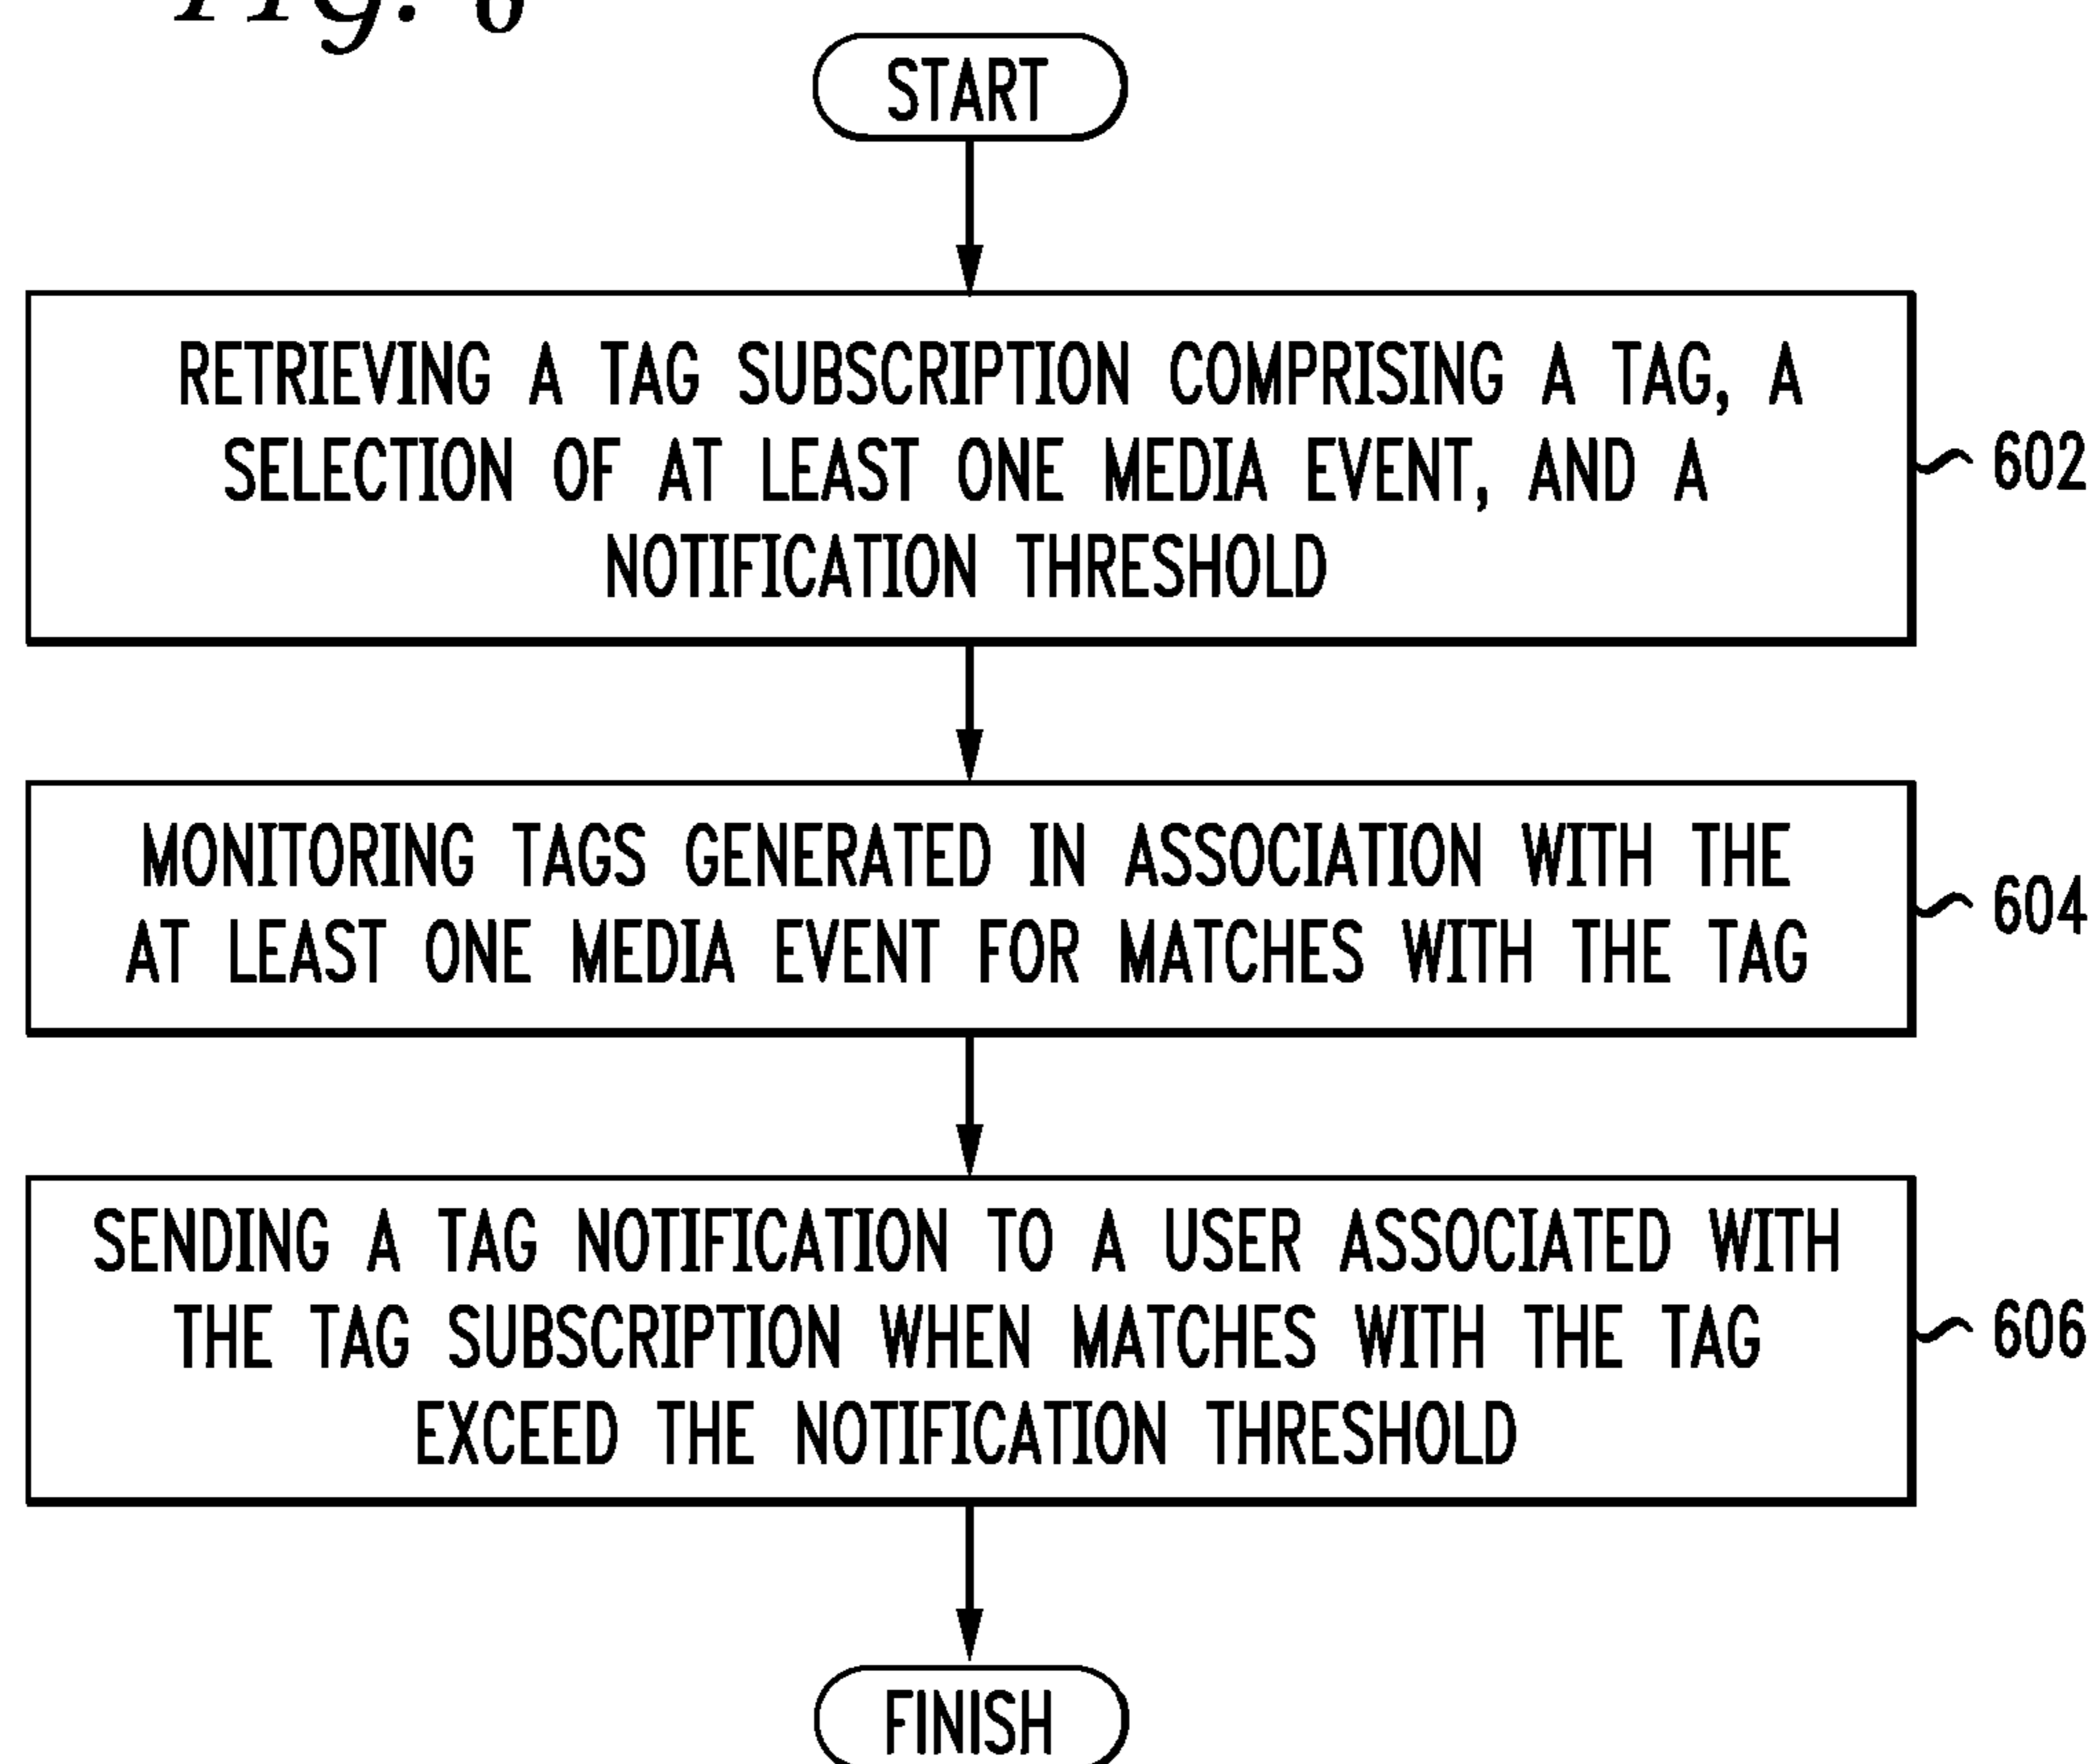 FIG. 6
START
RETRIEVING A TAG SUBSCRIPTION COMPRISING A TAG, A
SELECTION OF AT LEAST ONE MEDIA EVENT, AND A
NOTIFICATION THRESHOLD
602
MONITORING TAGS GENERATED IN ASSOCIATION WITH THE
AT LEAST ONE MEDIA EVENT FOR MATCHES WITH THE TAG
604
SENDING A TAG NOTIFICATION TO A USER ASSOCIATED WITH
THE TAG SUBSCRIPTION WHEN MATCHES WITH THE TAG
EXCEED THE NOTIFICATION THRESHOLD
606
FINISH